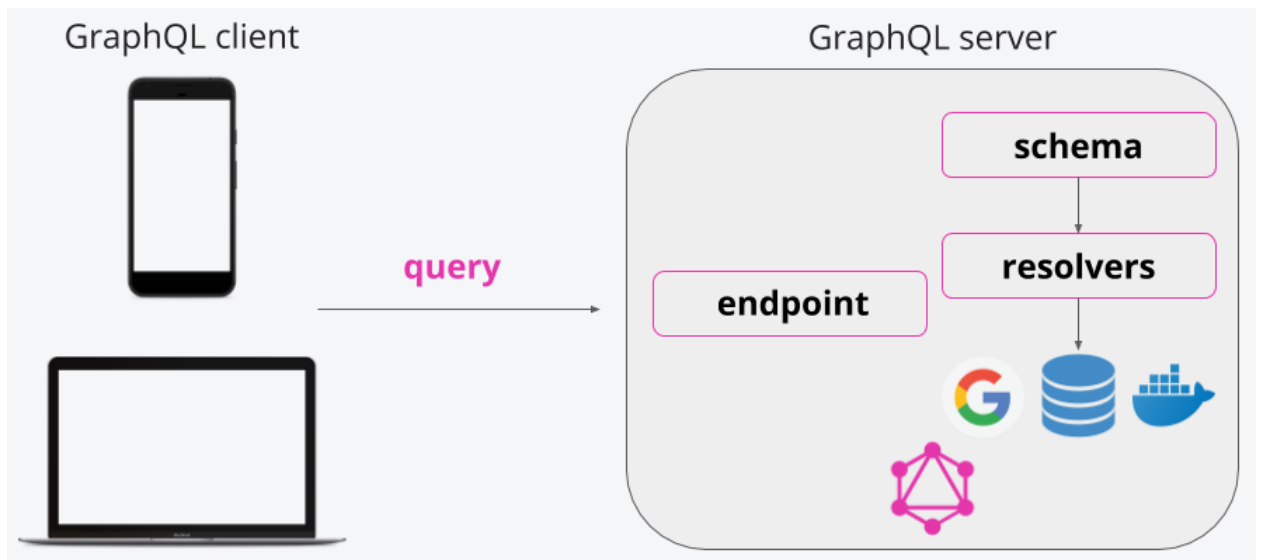 GraphQL client
GraphQL server
schema
query
resolvers
endpoint